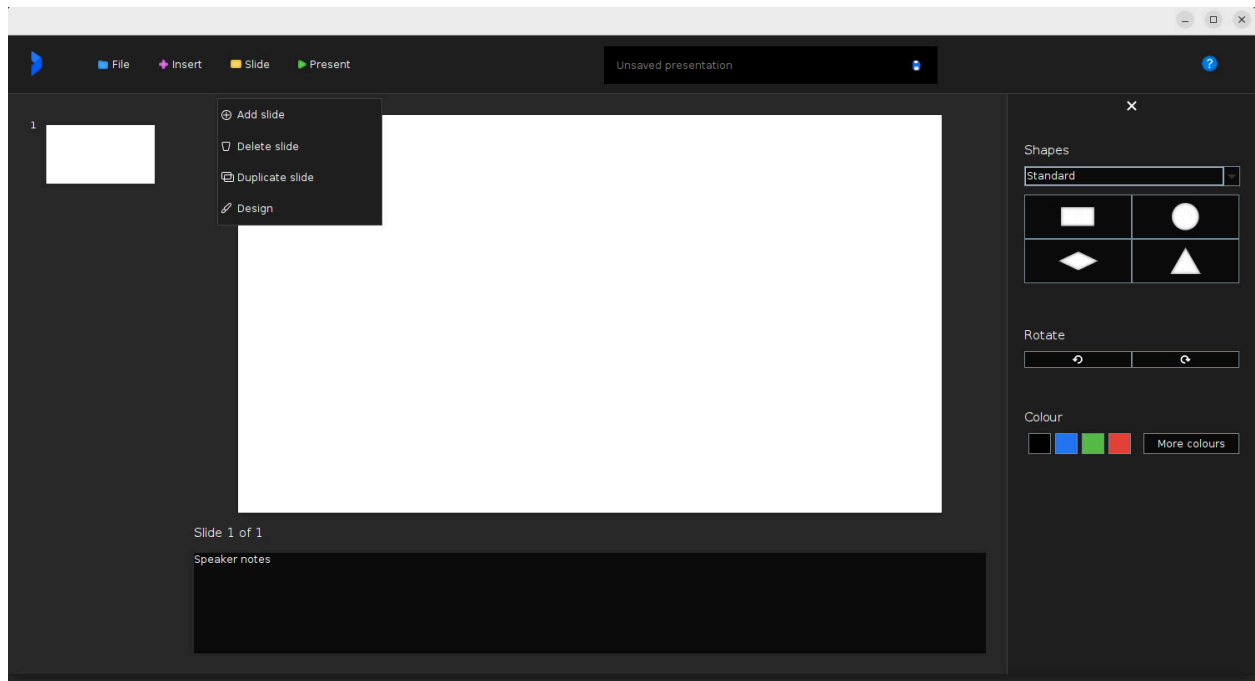 File Insert Slide Present Unsaved presentation ?
1
Add slide
Delete slide
Duplicate slide
Design
Slide 1 of 1
Speaker notes
Shapes
Standard
Rotate
Colour
More colours